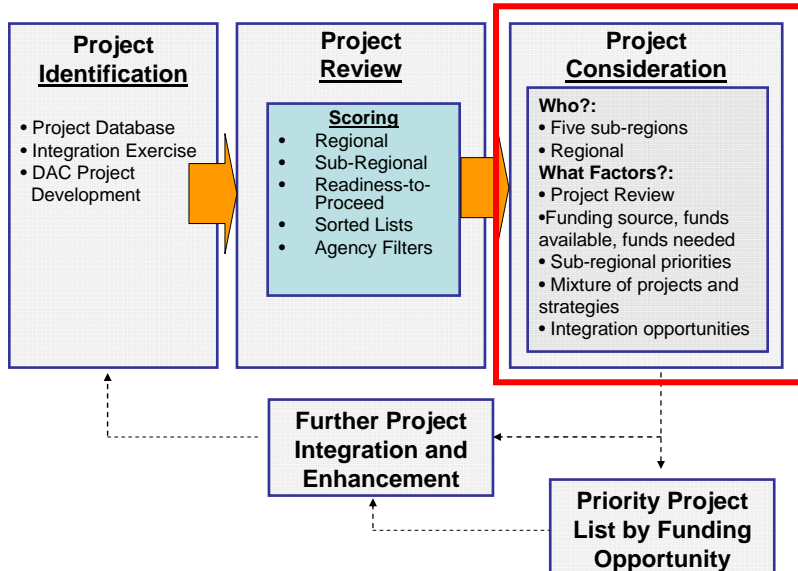 Project
Identification
• Project Database
• Integration Exercise
• DAC Project
Development
Project
Review
Scoring
• Regional
• Sub-Regional
• Readiness-to-
Proceed
• Sorted Lists
• Agency Filters
Project
Consideration
Who?:
• Five sub-regions
• Regional
What Factors?:
• Project Review
•Funding source, funds
available, funds needed
• Sub-regional priorities
• Mixture of projects and
strategies
• Integration opportunities
Further Project
Integration and
Enhancement
Priority Project
List by Funding
Opportunity